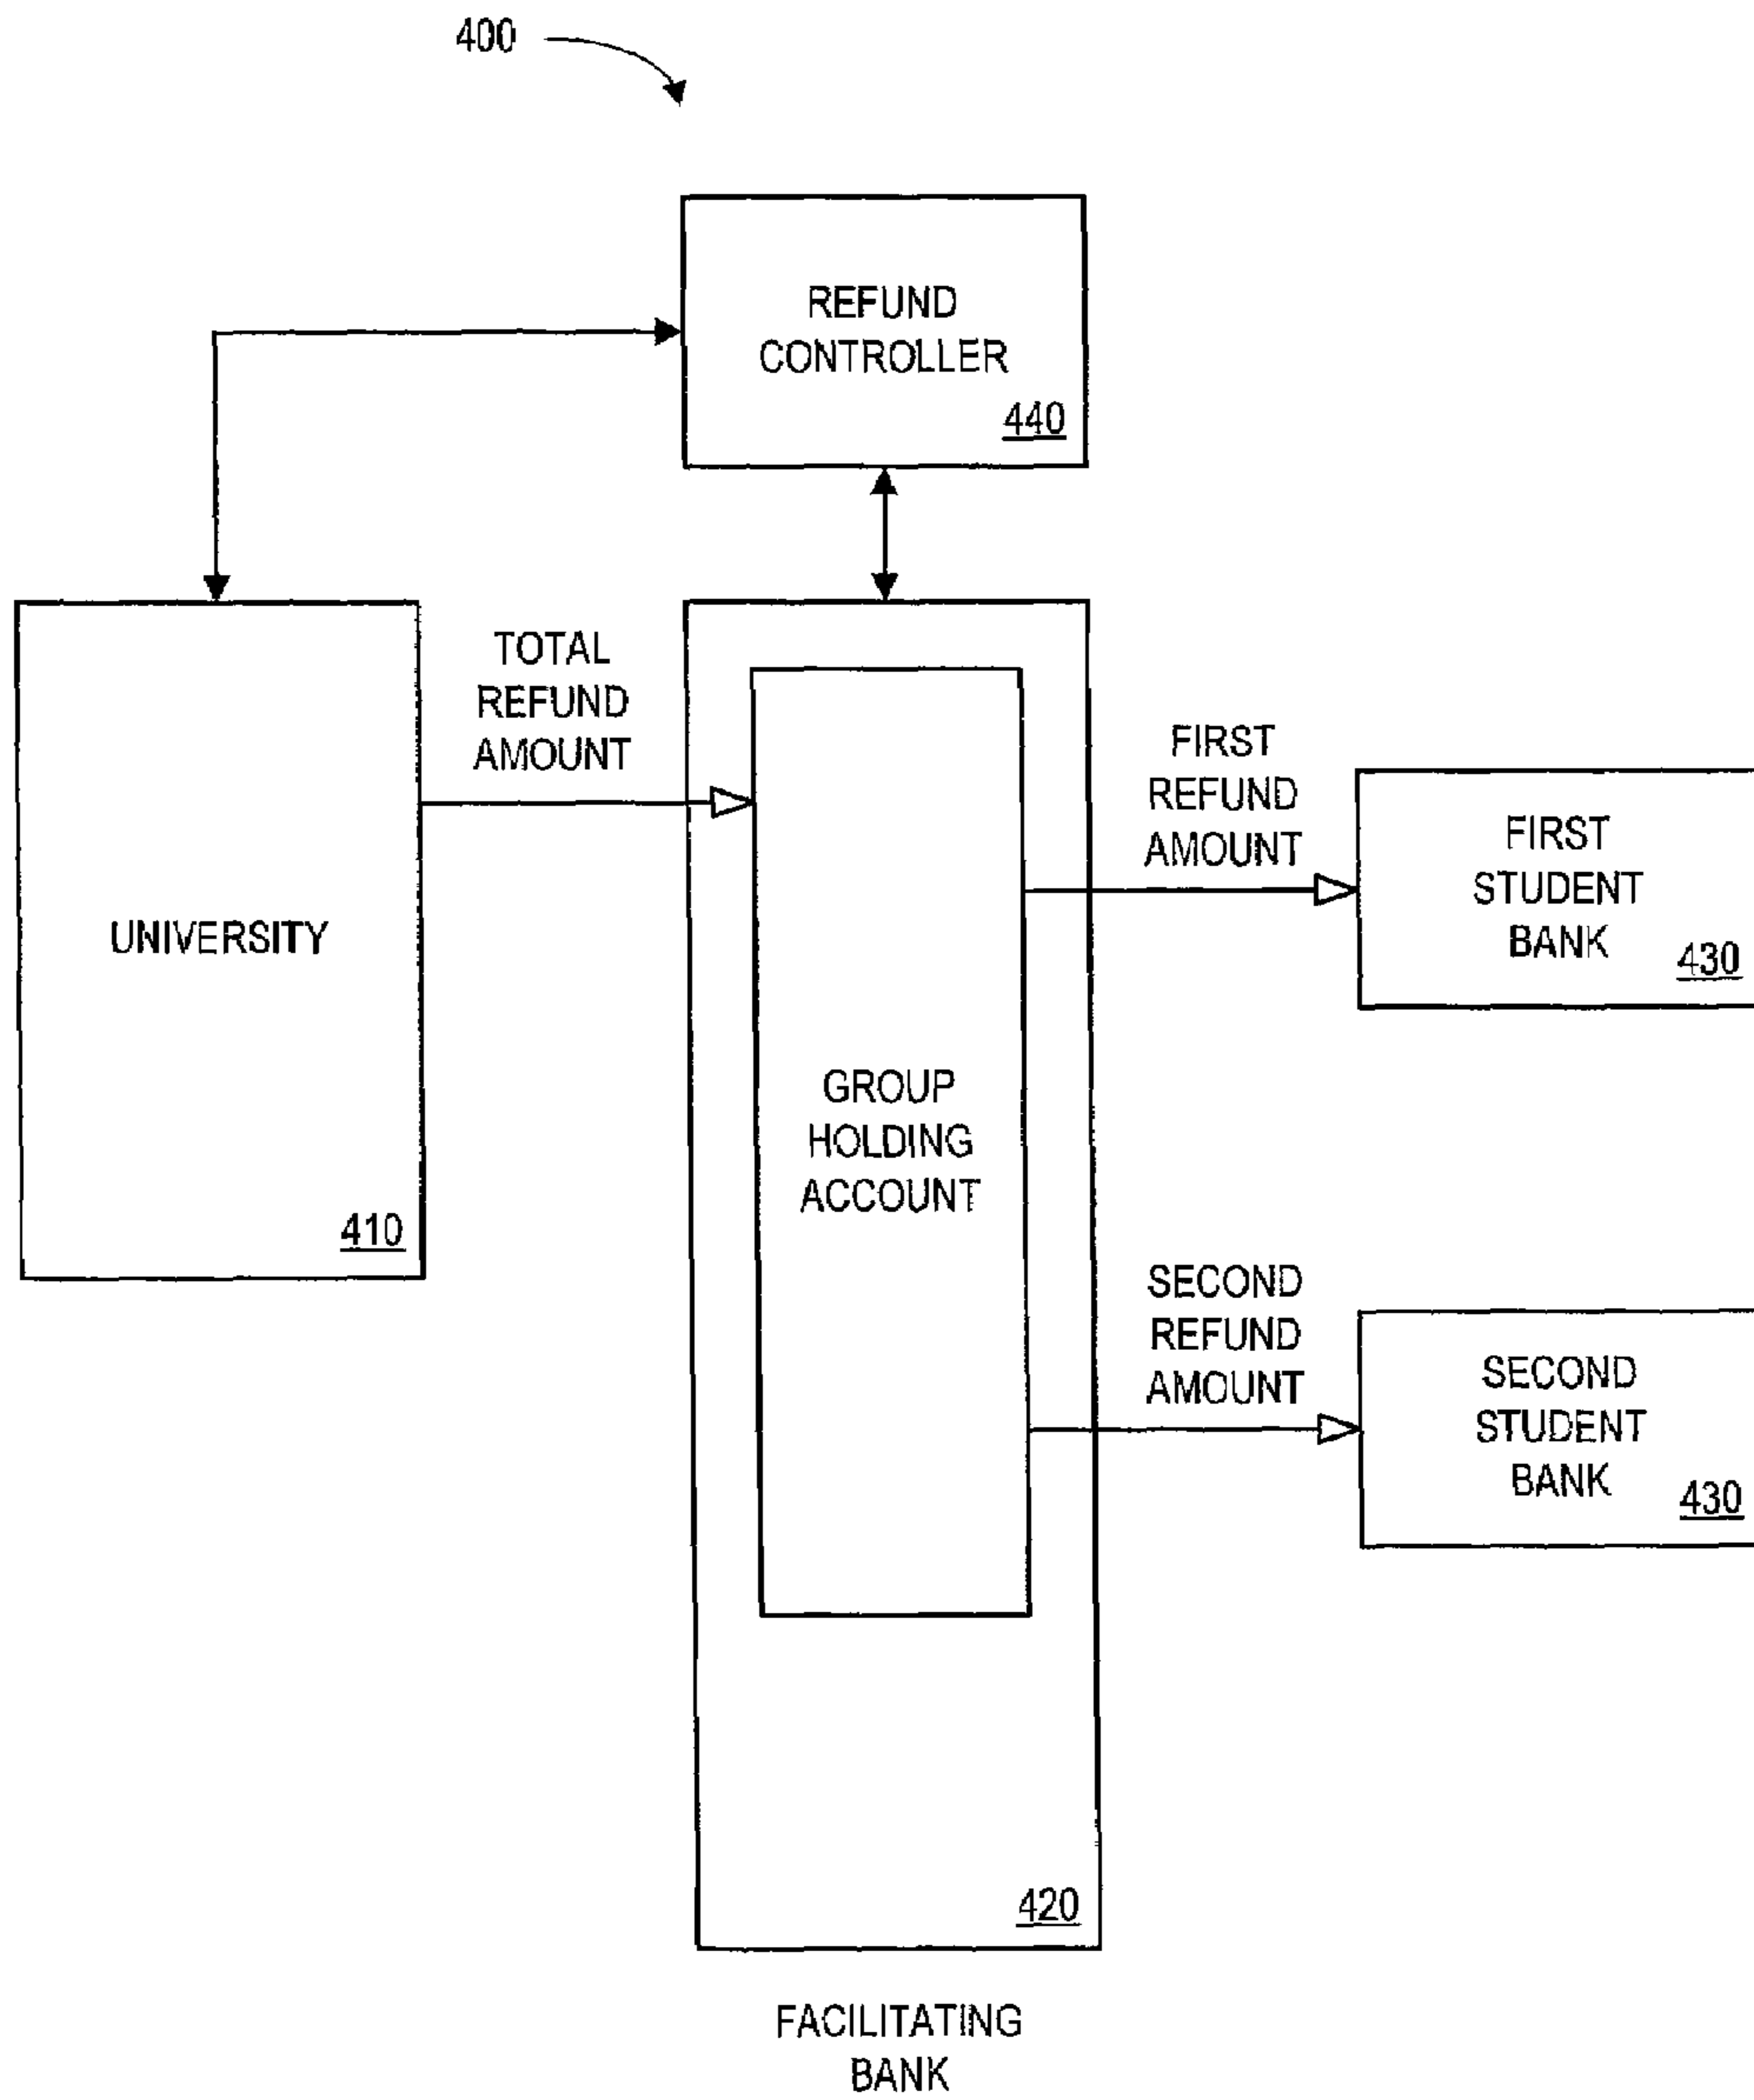 400
REFUND
CONTROLLER
440
TOTAL
REFUND
AMOUNT
UNIVERSITY
410
GROUP
HOLDING
ACCOUNT
FIRST
REFUND
AMOUNT
FIRST
STUDENT
BANK
430
SECOND
REFUND
AMOUNT
SECOND
STUDENT
BANK
430
420
FACILITATING
BANK